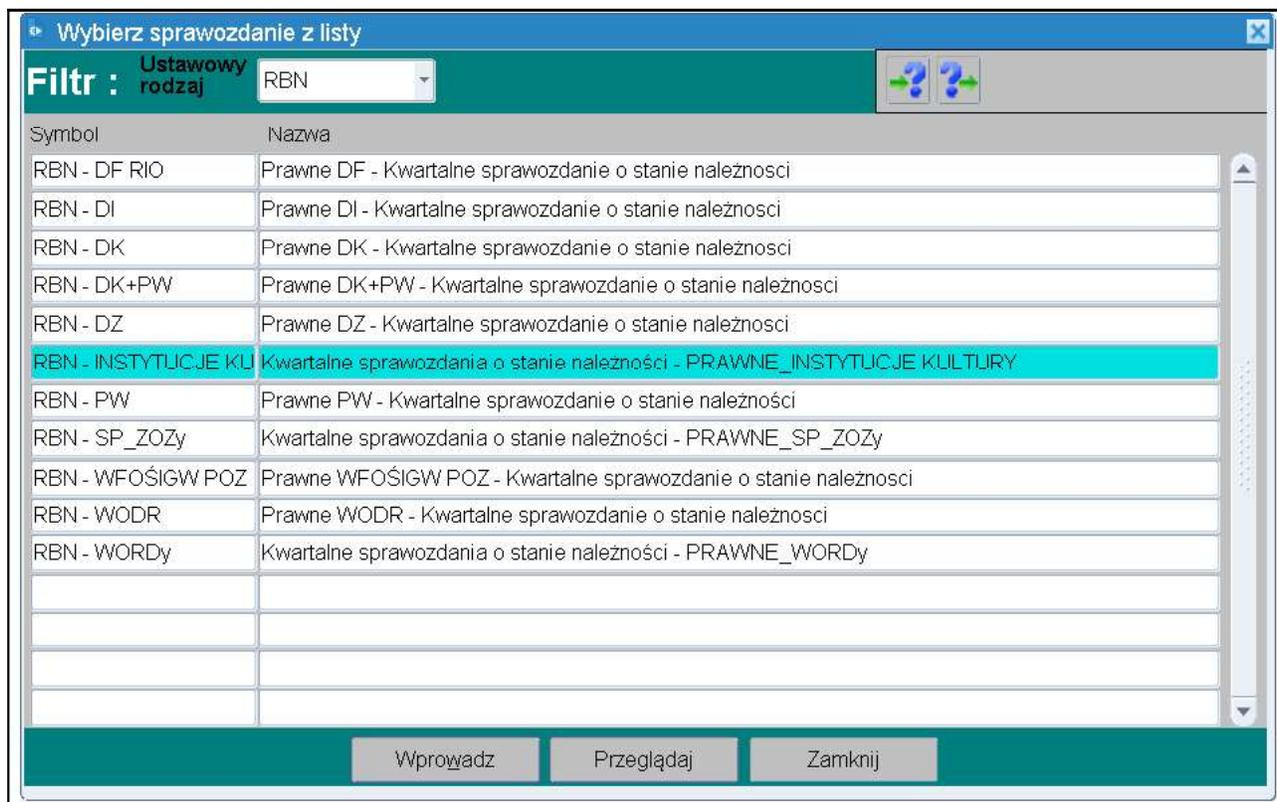 Wybierz sprawozdanie z listy
Filtr : Ustawowy rodzaj RBN
Symbol Nazwa
RBN - DF RIO Prawne DF - Kwartalne sprawozdanie o stanie należnosci
RBN - DI Prawne DI - Kwartalne sprawozdanie o stanie należnosci
RBN - DK Prawne DK - Kwartalne sprawozdanie o stanie należnosci
RBN - DK+PW Prawne DK+PW - Kwartalne sprawozdanie o stanie należnosci
RBN - DZ Prawne DZ - Kwartalne sprawozdanie o stanie należnosci
RBN - INSTYTUCJE KU Kwartalne sprawozdania o stanie należności - PRAWNE_INSTYTUCJE KULTURY
RBN - PW Prawne PW - Kwartalne sprawozdanie o stanie należności
RBN - SP_ZOZy Kwartalne sprawozdania o stanie należności - PRAWNE_SP_ZOZy
RBN - WFOŚIGW POZ Prawne WFOŚIGW POZ - Kwartalne sprawozdanie o stanie należnosci
RBN - WODR Prawne WODR - Kwartalne sprawozdanie o stanie należnosci
RBN - WORDy Kwartalne sprawozdania o stanie należności - PRAWNE_WORDy
Wprowadz Przeglądaj Zamknij